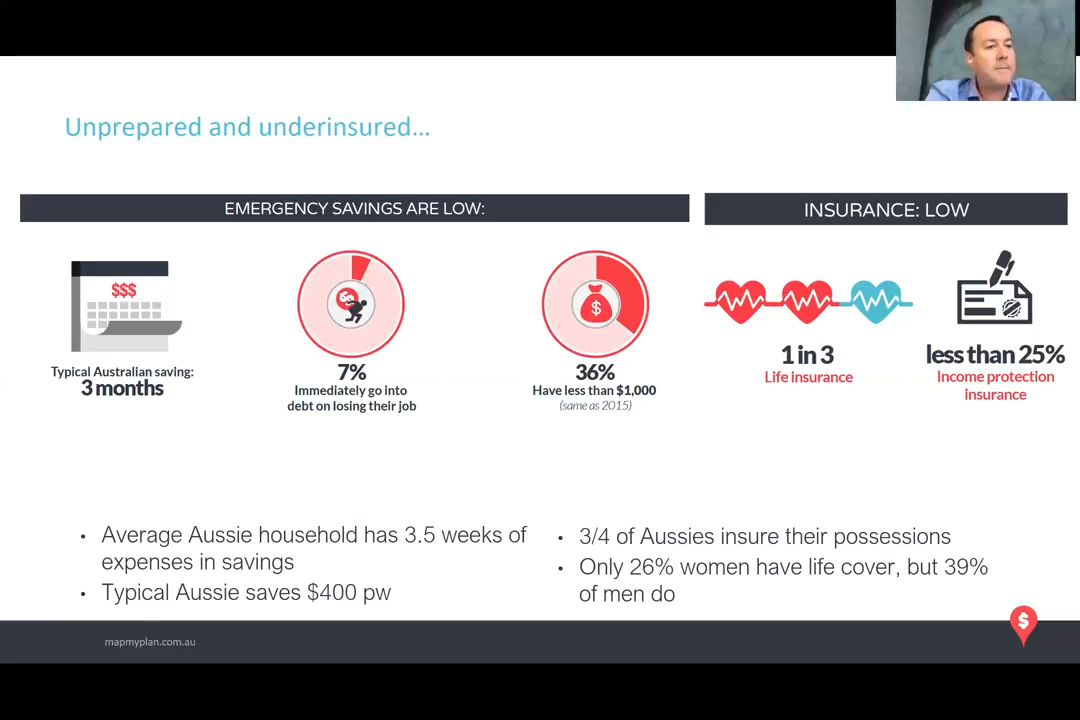 Unprepared and underinsured…
EMERGENCY SAVINGS ARE LOW:
$$$
Typical Australian saving:
3 months
7%
Immediately go into
debt on losing their job
$
36%
Have less than $1,000
(same as 2015)
INSURANCE: LOW
1 in 3
Life insurance
less than 25%
Income protection
insurance
• Average Aussie household has 3.5 weeks of
expenses in savings
• Typical Aussie saves $400 pw
• 3/4 of Aussies insure their possessions
• Only 26% women have life cover, but 39%
of men do
mapmyplan.com.au
$